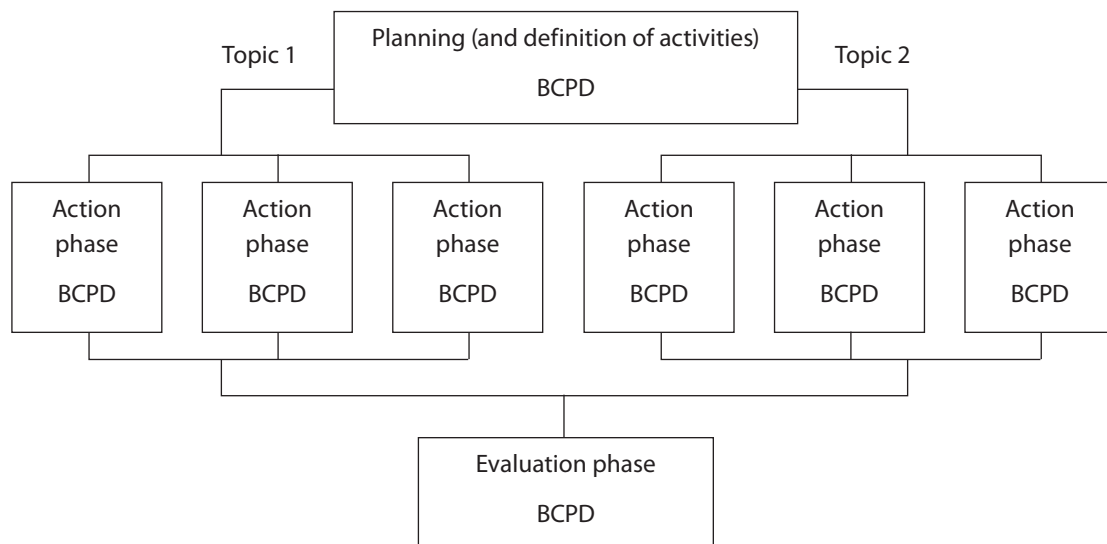 Planning (and definition of activities)
Topic 1
Topic 2
BCPD
Action
phase
BCPD
Action
phase
BCPD
Action
phase
BCPD
Action
phase
BCPD
Action
phase
BCPD
Action
phase
BCPD
Evaluation phase
BCPD